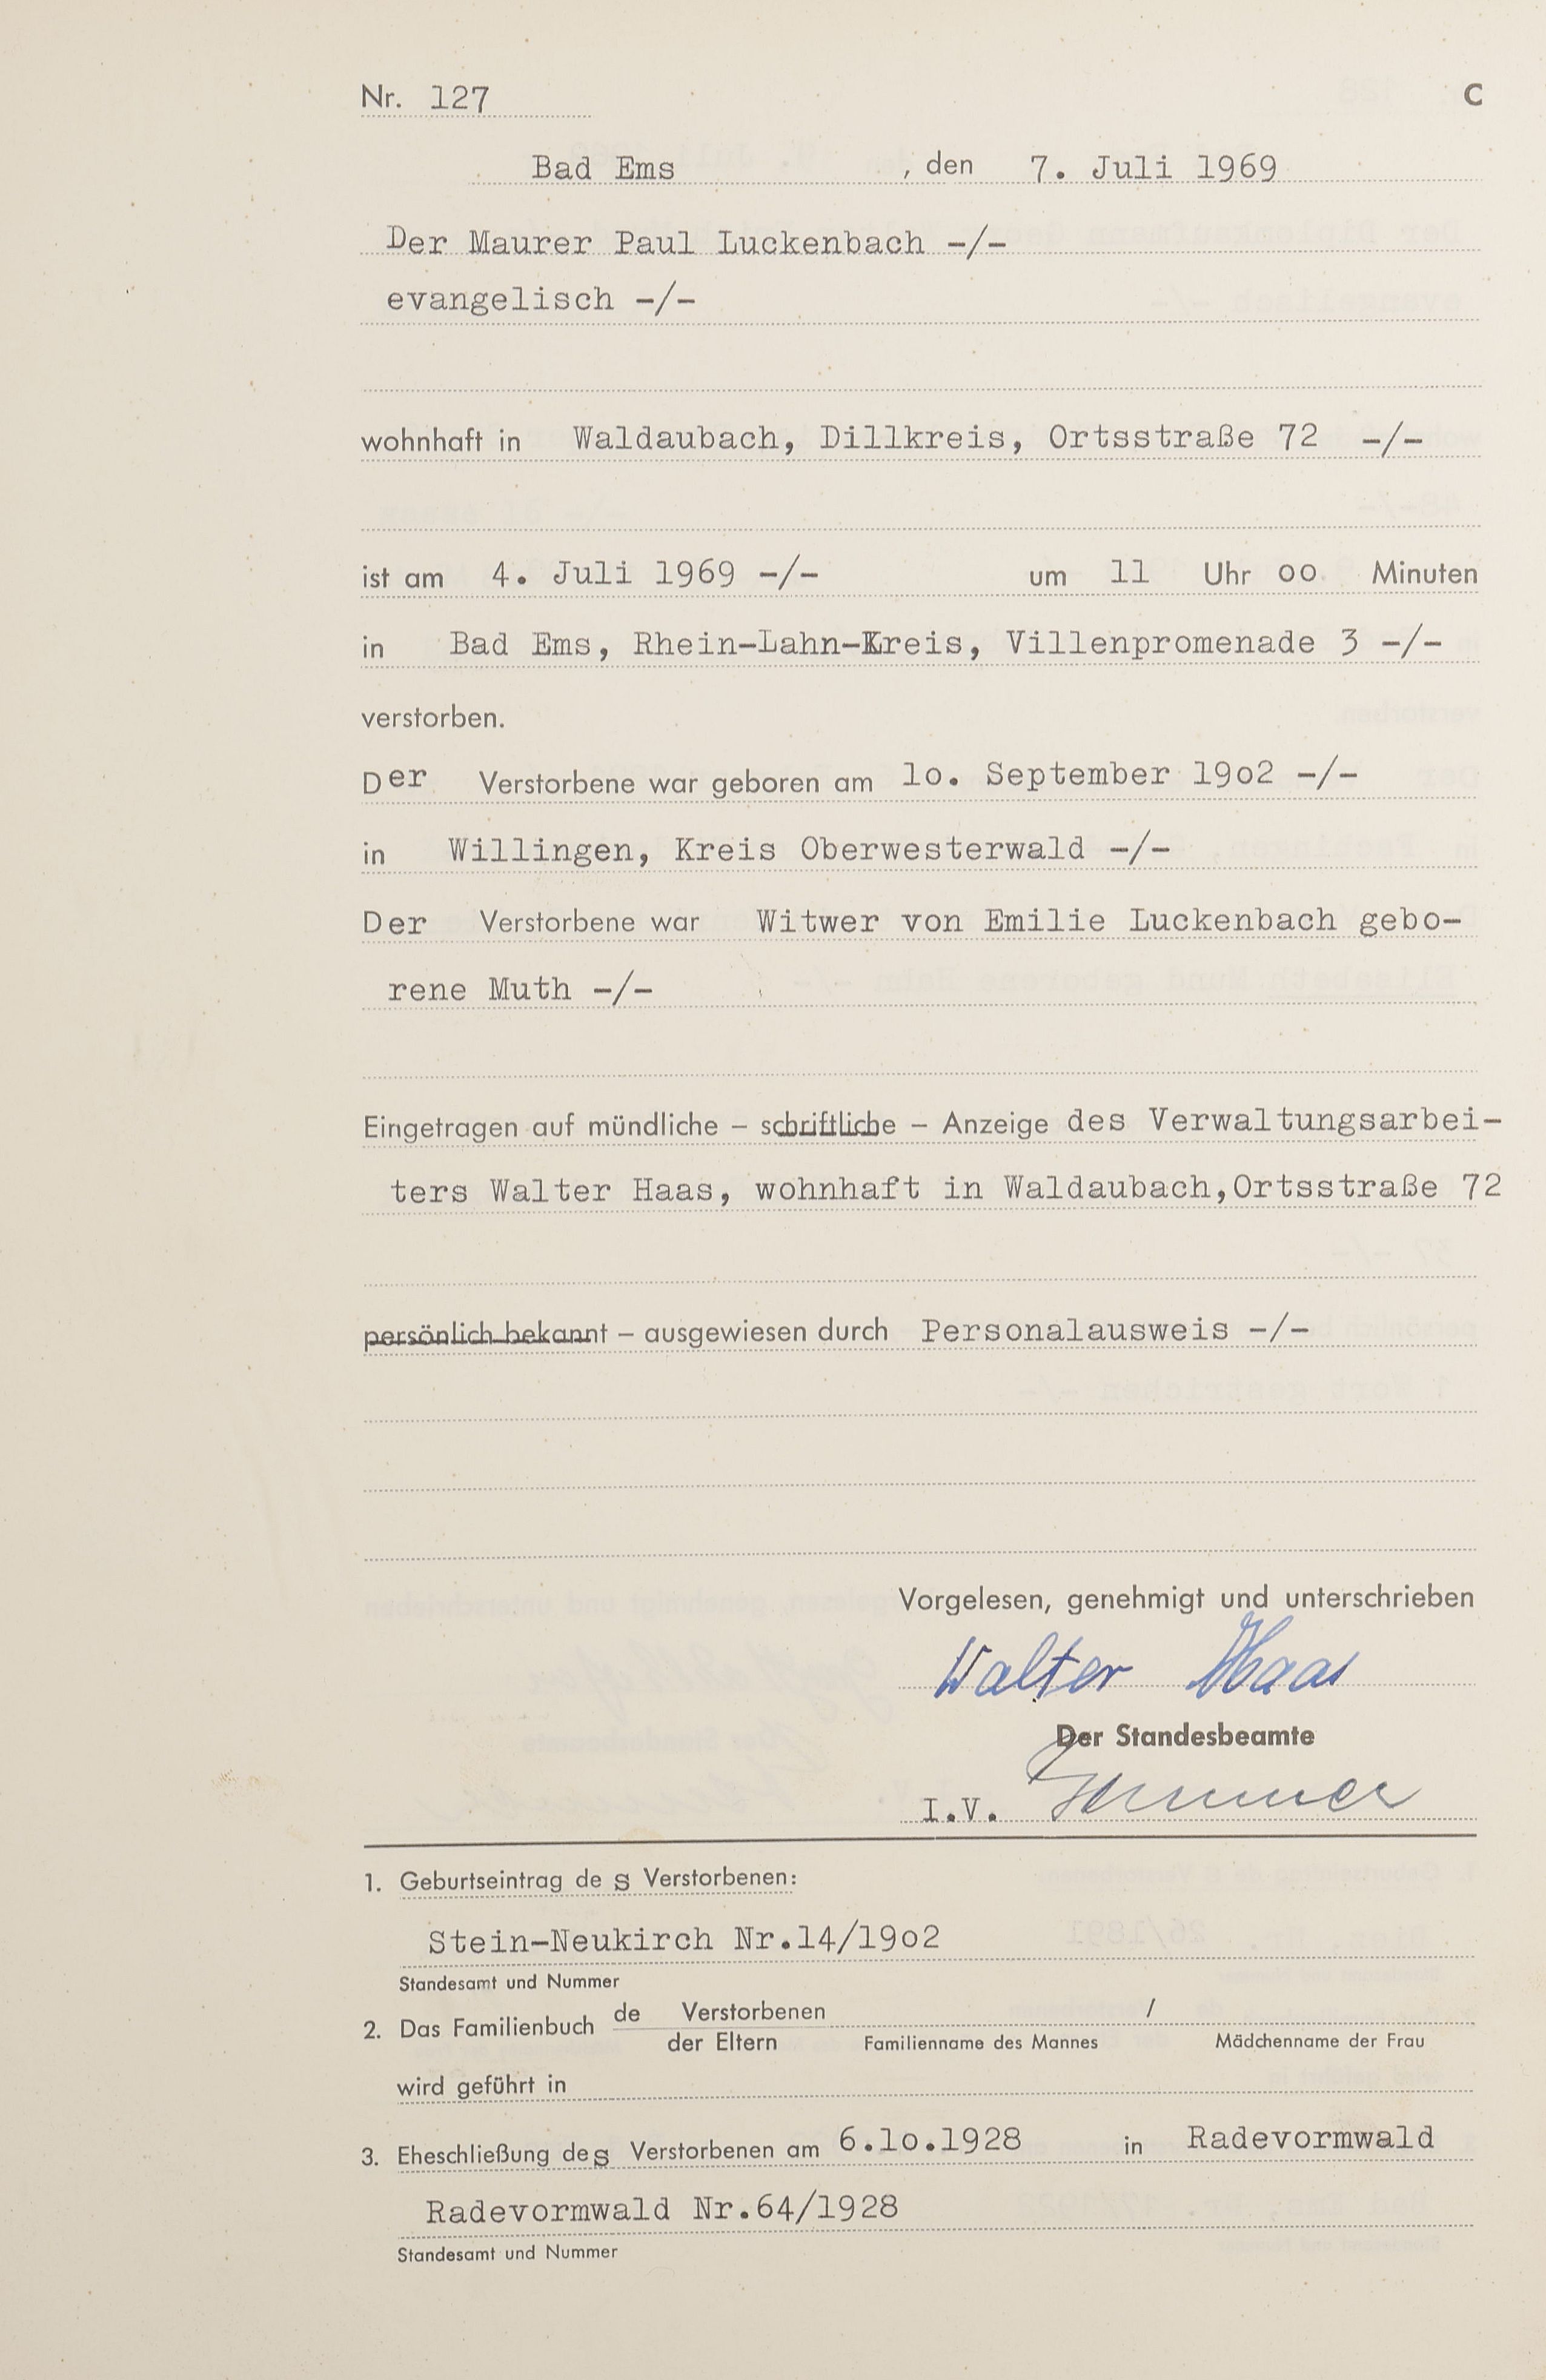 Nr. 127 C
Bad Ems , den 7. Juli 1969
Der Maurer Paul Luckenbach -/-
evangelisch -/-
wohnhaft in Waldaubach, Dillkreis, Ortsstraße 72 -/-
ist am 4. Juli 1969 -/- um 11 Uhr oo Minuten
in Bad Ems, Rhein-Lahn-Kreis, Villenpromenade 3 -/-
verstorben.
Der Verstorbene war geboren am 1o. September 19o2 -/-
in Willingen, Kreis Oberwesterwald -/-
Der Verstorbene war Witwer von Emilie Luckenbach gebo-
rene Muth -/-
Eingetragen auf mündliche – schriftliche – Anzeige des Verwaltungsarbei-
ters Walter Haas, wohnhaft in Waldaubach,Ortsstraße 72
persönlich bekannt – ausgewiesen durch Personalausweis -/-
Vorgelesen, genehmigt und unterschrieben
Walter Haas
Der Standesbeamte
I.V.
1. Geburtseintrag des Verstorbenen:
Stein-Neukirch Nr.14/19o2
Standesamt und Nummer
2. Das Familienbuch de Verstorbenen /
der Eltern Familienname des Mannes Mädchenname der Frau
wird geführt in
3. Eheschließung des Verstorbenen am 6.1o.1928 in Radevormwald
Radevormwald Nr.64/1928
Standesamt und Nummer